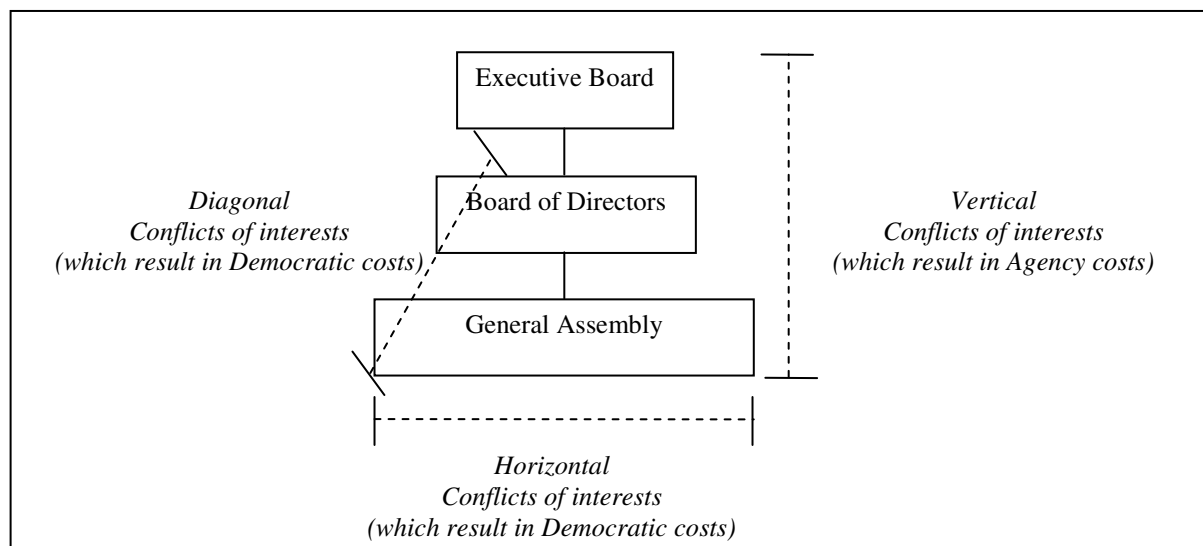 Executive Board
Diagonal
Conflicts of interests
(which result in Democratic costs)
Board of Directors
Vertical
Conflicts of interests
(which result in Agency costs)
General Assembly
Horizontal
Conflicts of interests
(which result in Democratic costs)